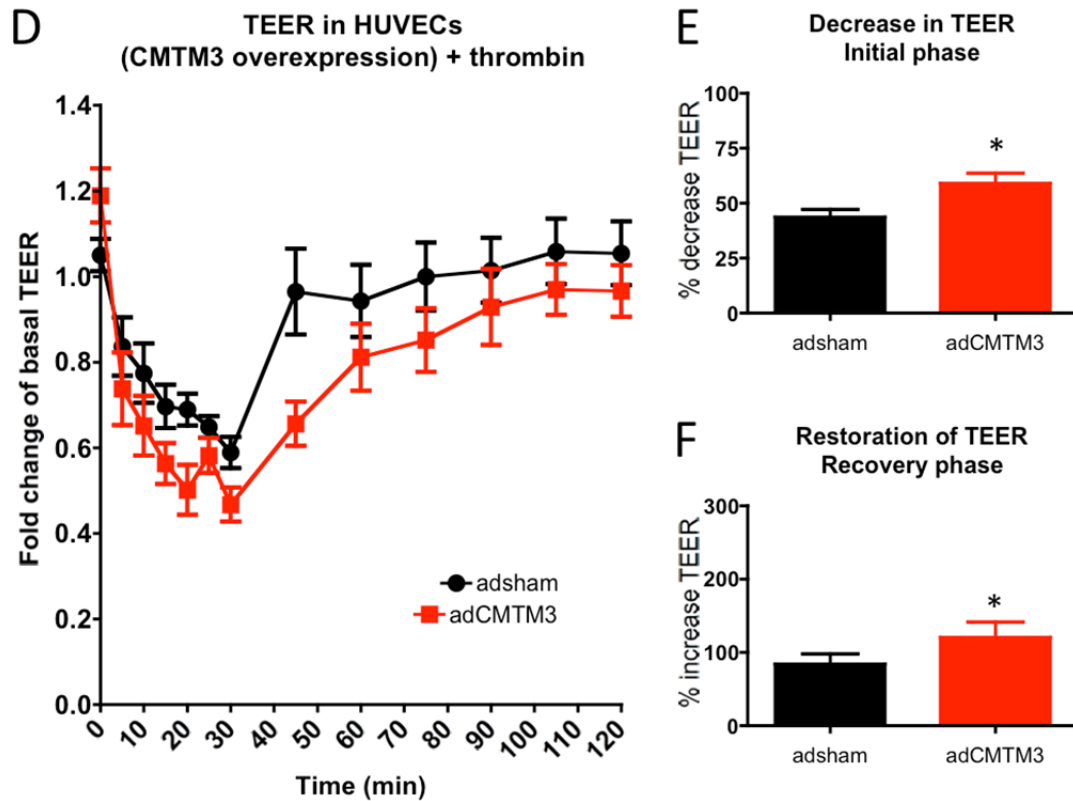 D
TEER in HUVECs
(CMTM3 overexpression) + thrombin
Fold change of basal TEER
1.4
1.2
1.0
0.8
0.6
0.4
0.2
0.0
adsham
adCMTM3
0 10 20 30 40 50 60 70 80 90 100 110 120
Time (min)
E
Decrease in TEER
Initial phase
% decrease TEER
100
75
50
25
0
*
adsham adCMTM3
F
Restoration of TEER
Recovery phase
% increase TEER
300
200
100
0
*
adsham adCMTM3